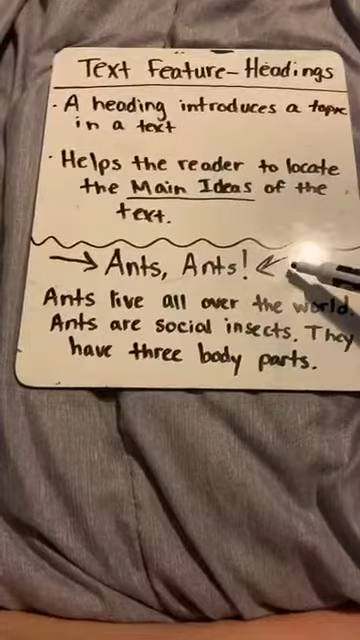 Text Feature-Headings
· A heading introduces a topic
in a text
· Helps the reader to locate
the Main Ideas of the
text.
Ants, Ants!
Ants live all over the world.
Ants are social insects. They
have three body parts.